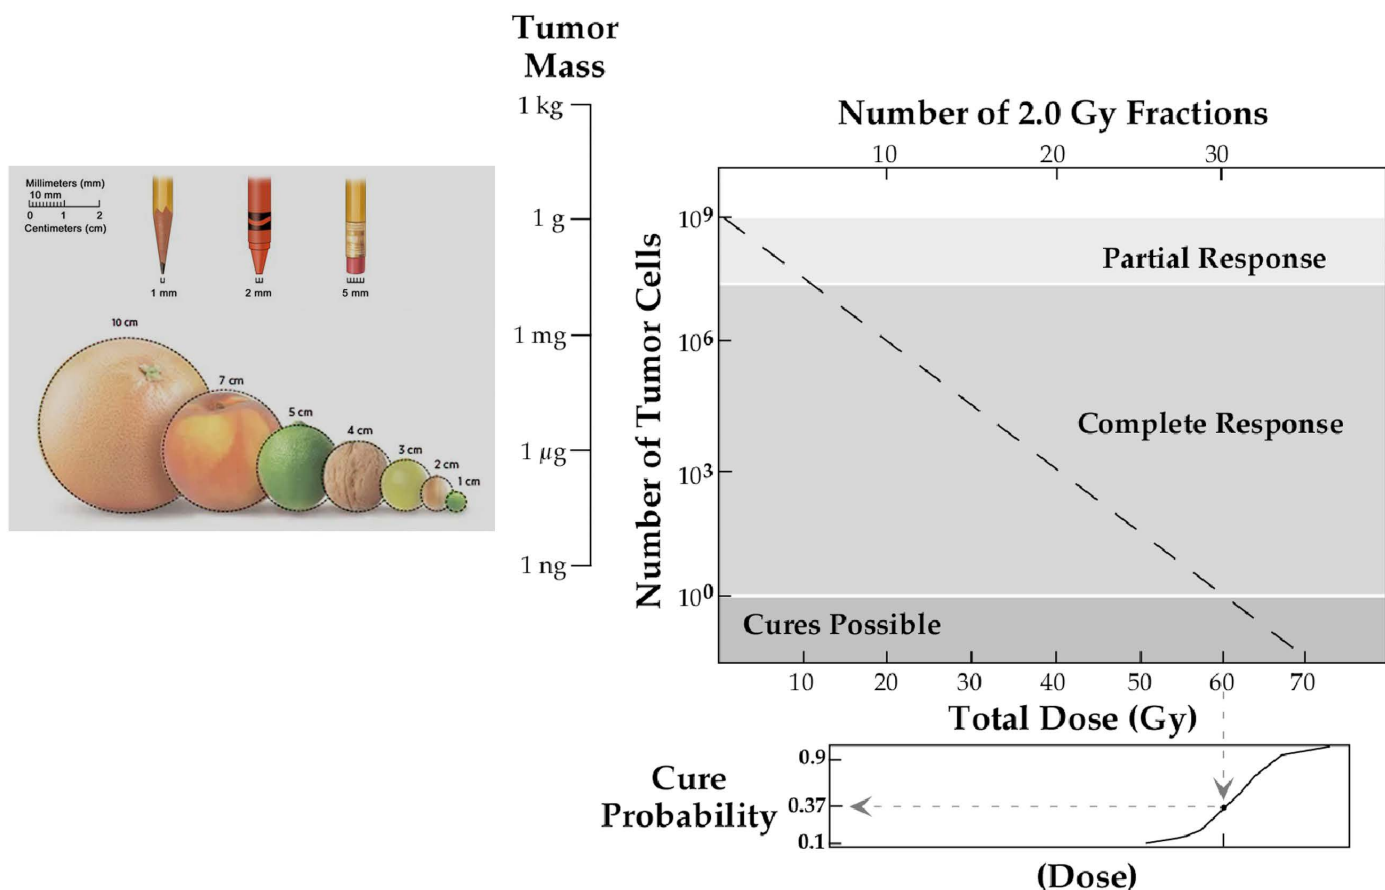 Tumor
Mass
1 kg
1 g
1 mg
1 µg
1 ng
Millimeters (mm)
10 mm
0 1 2
Centimeters (cm)
1 mm
2 mm
5 mm
10 cm
7 cm
5 cm
4 cm
3 cm
2 cm
1 cm
Number of 2.0 Gy Fractions
10 20 30
Number of Tumor Cells
10⁹
10⁶
10³
10⁰
Partial Response
Complete Response
Cures Possible
10 20 30 40 50 60 70
Total Dose (Gy)
Cure
Probability
0.9
0.37
0.1
(Dose)